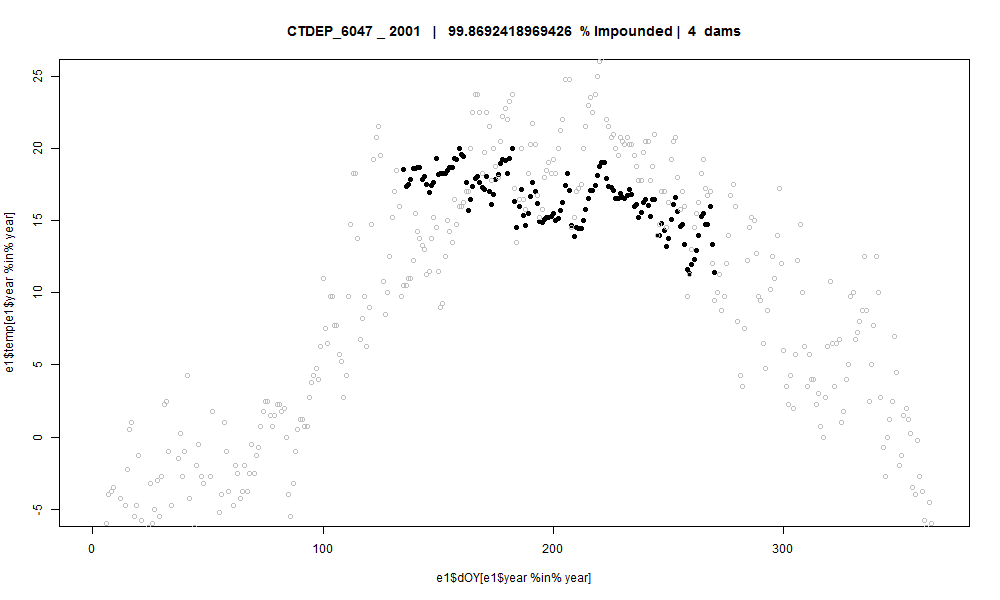 CTDEP_6047 _ 2001 | 99.8692418969426 % Impounded | 4 dams
e1$temp[e1$year %in% year]
25
20
15
10
5
0
-5
0 100 200 300
e1$dOY[e1$year %in% year]